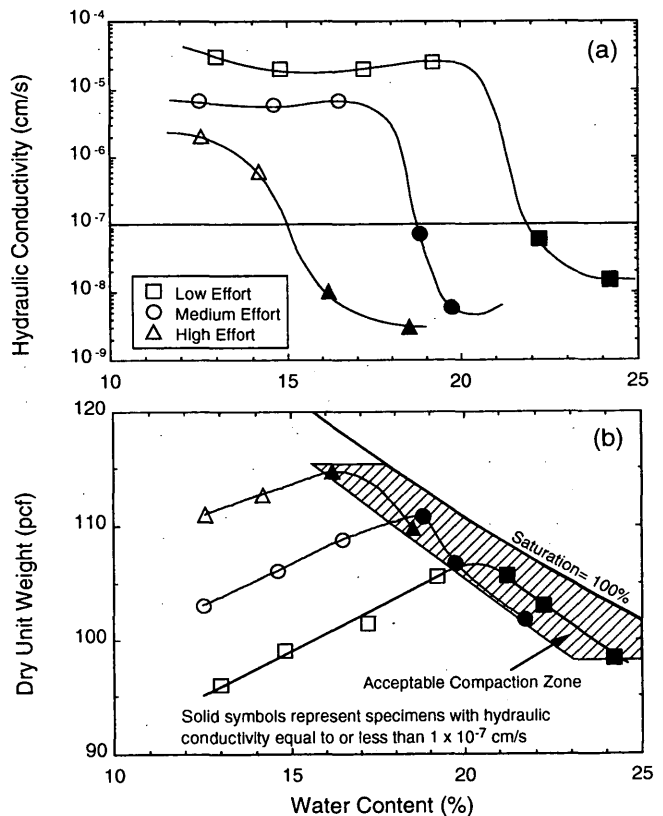 10-4
(a)
10-5
10-6
10-7
10-8
10-9
Hydraulic Conductivity (cm/s)
Low Effort
Medium Effort
High Effort
10
15
20
25
120
(b)
110
100
90
Dry Unit Weight (pcf)
Saturation= 100%
Acceptable Compaction Zone
Solid symbols represent specimens with hydraulic
conductivity equal to or less than 1 x 10-7 cm/s
10
15
20
25
Water Content (%)